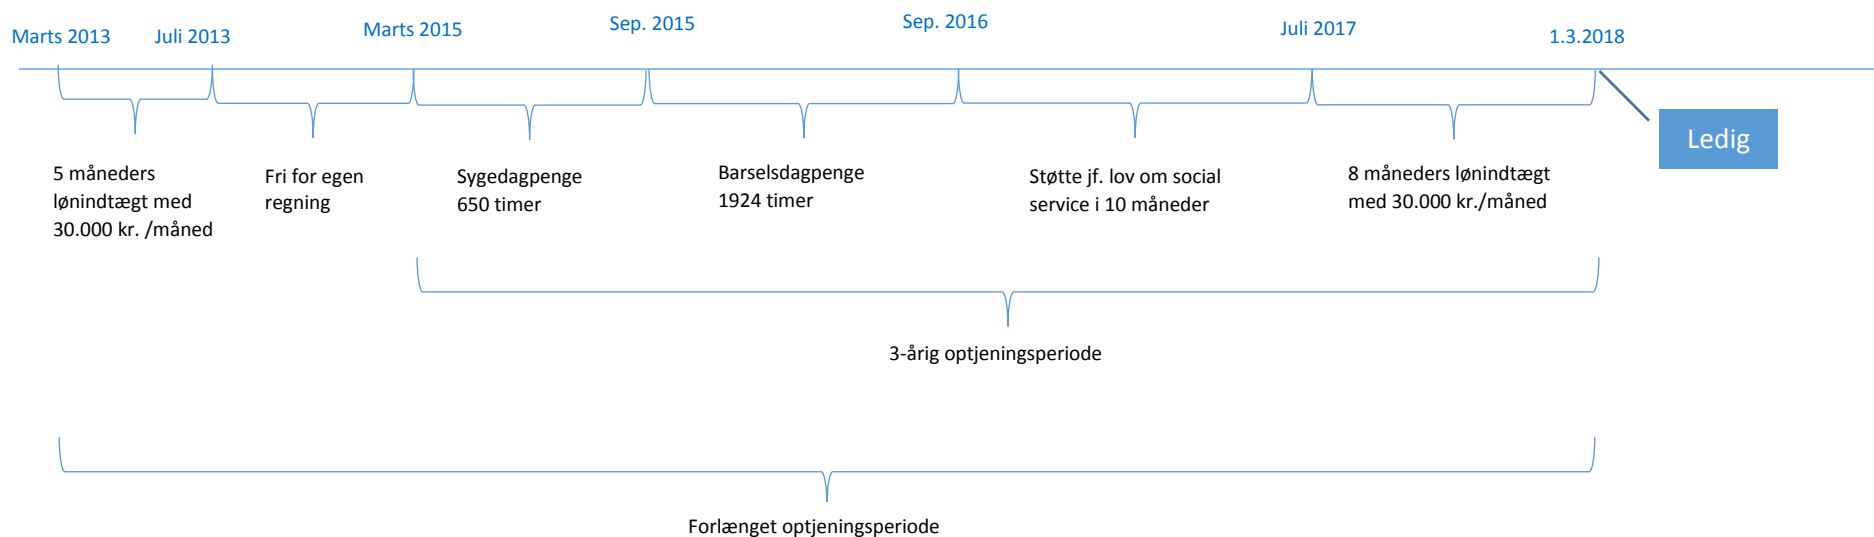 Marts 2013
Juli 2013
Marts 2015
Sep. 2015
Sep. 2016
Juli 2017
1.3.2018
Ledig
5 måneders
lønindtægt med
30.000 kr. /måned
Fri for egen
regning
Sygedagpenge
650 timer
Barselsdagpenge
1924 timer
Støtte jf. lov om social
service i 10 måneder
8 måneders lønindtægt
med 30.000 kr./måned
3-årig optjeningsperiode
Forlænget optjeningsperiode